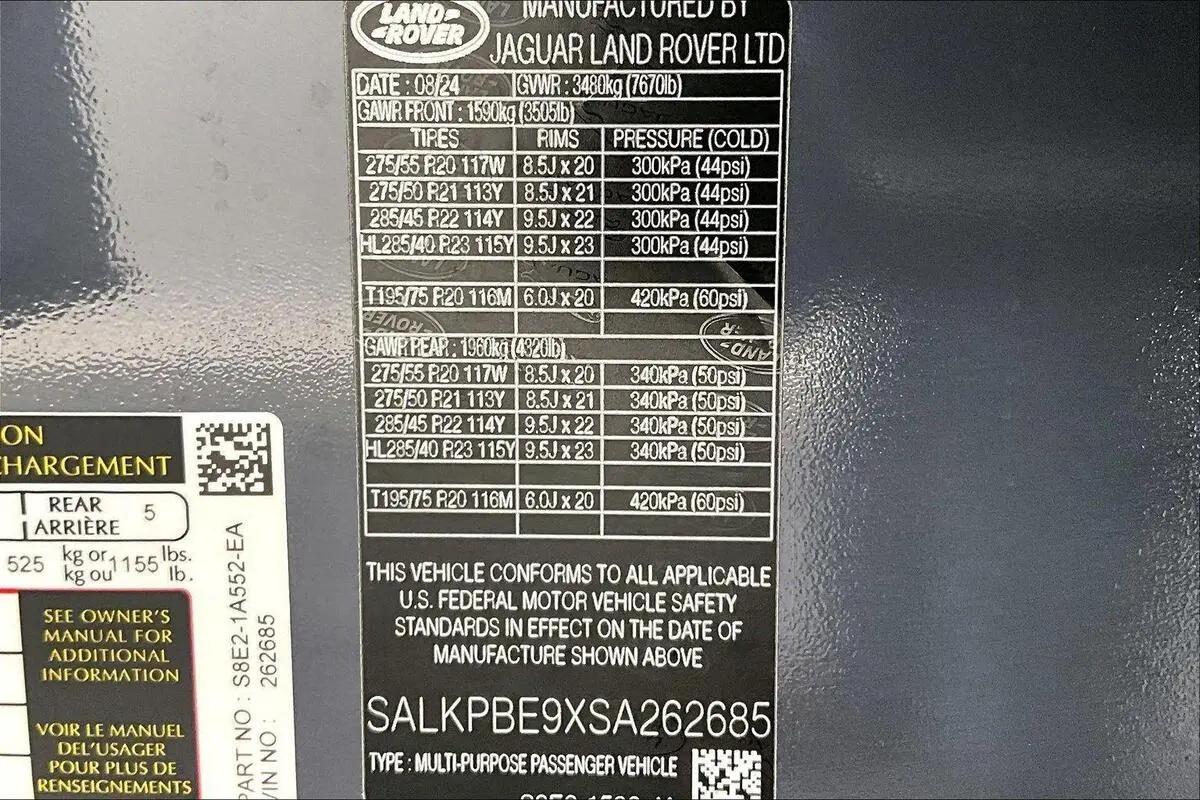 LAND-
-ROVER
MANUFACTURED BY
JAGUAR LAND ROVER LTD
DATE : 08/24 GVWR : 3480kg (7670lb)
GAWR FRONT : 1590kg (3505lb)
TIRES RIMS PRESSURE (COLD)
275/55 R20 117W 8.5J x 20 300kPa (44psi)
275/50 R21 113Y 8.5J x 21 300kPa (44psi)
285/45 R22 114Y 9.5J x 22 300kPa (44psi)
HL285/40 R23 115Y 9.5J x 23 300kPa (44psi)
T195/75 R20 116M 6.0J x 20 420kPa (60psi)
GAWR REAR : 1960kg (4320lb)
275/55 R20 117W 8.5J x 20 340kPa (50psi)
275/50 R21 113Y 8.5J x 21 340kPa (50psi)
285/45 R22 114Y 9.5J x 22 340kPa (50psi)
HL285/40 R23 115Y 9.5J x 23 340kPa (50psi)
T195/75 R20 116M 6.0J x 20 420kPa (60psi)
THIS VEHICLE CONFORMS TO ALL APPLICABLE
U.S. FEDERAL MOTOR VEHICLE SAFETY
STANDARDS IN EFFECT ON THE DATE OF
MANUFACTURE SHOWN ABOVE
SALKPBE9XSA262685
TYPE : MULTI-PURPOSE PASSENGER VEHICLE
ON
CHARGEMENT
REAR 5
ARRIÈRE
525 kg or 1155 lbs.
kg ou lb.
SEE OWNER'S
MANUAL FOR
ADDITIONAL
INFORMATION
VOIR LE MANUEL
DEL'USAGER
POUR PLUS DE
RENSEIGNEMENTS
PART NO : S8E2-1A552-EA
VIN NO : 262685